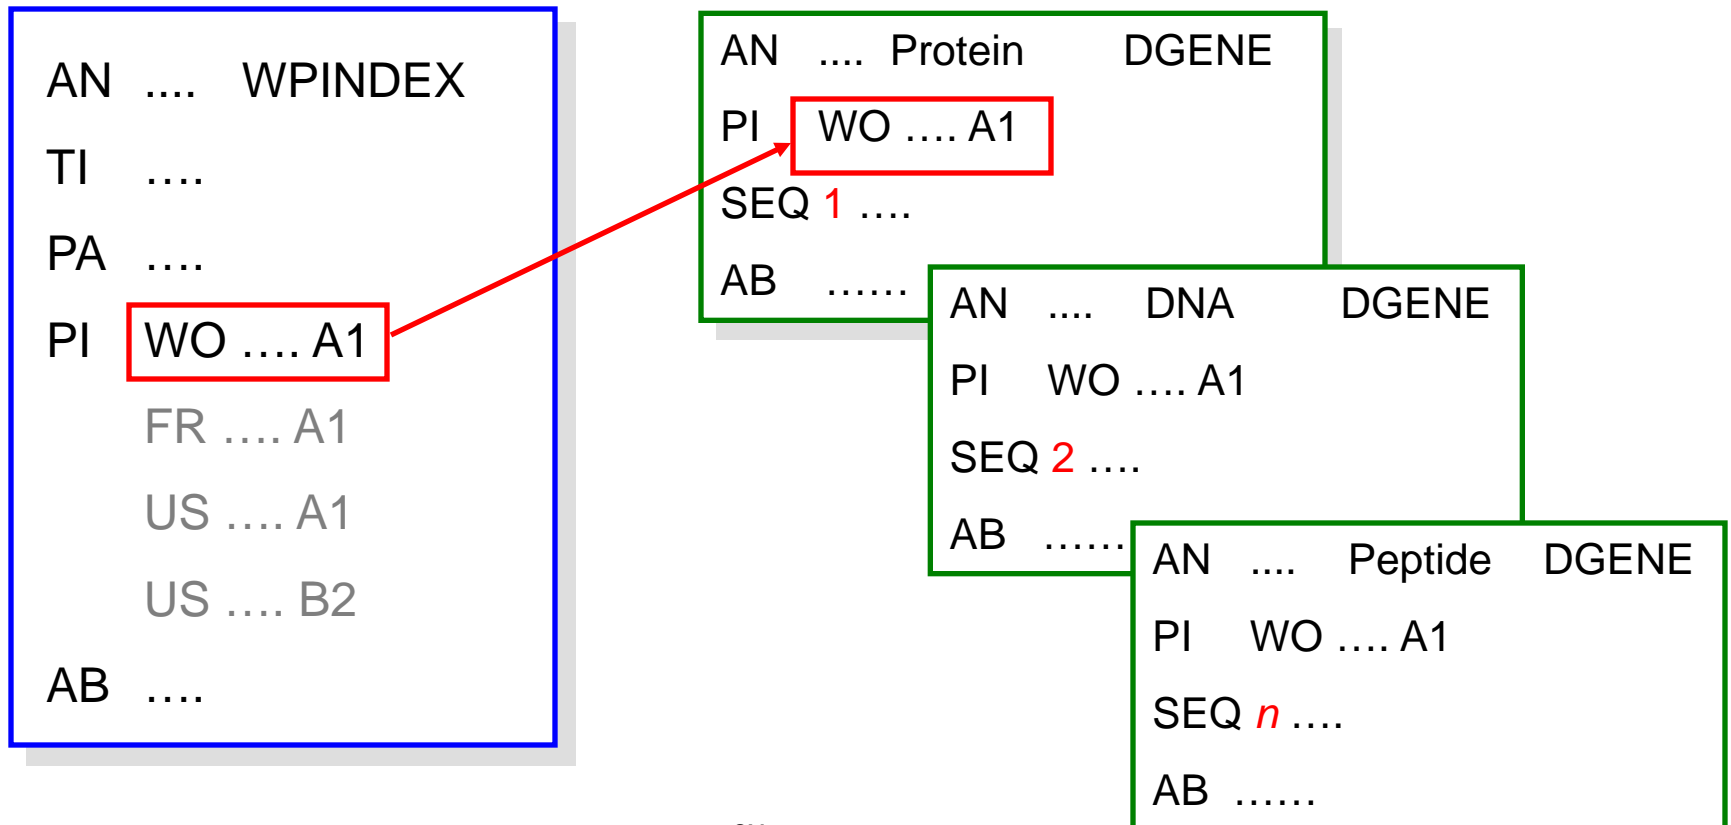 AN .... WPINDEX
TI ....
PA ....
PI WO .... A1
FR .... A1
US .... A1
US .... B2
AB ....
AN .... Protein DGENE
PI WO .... A1
SEQ 1 ....
AB ......
AN .... DNA DGENE
PI WO .... A1
SEQ 2 ....
AB ......
AN .... Peptide DGENE
PI WO .... A1
SEQ n ....
AB ......